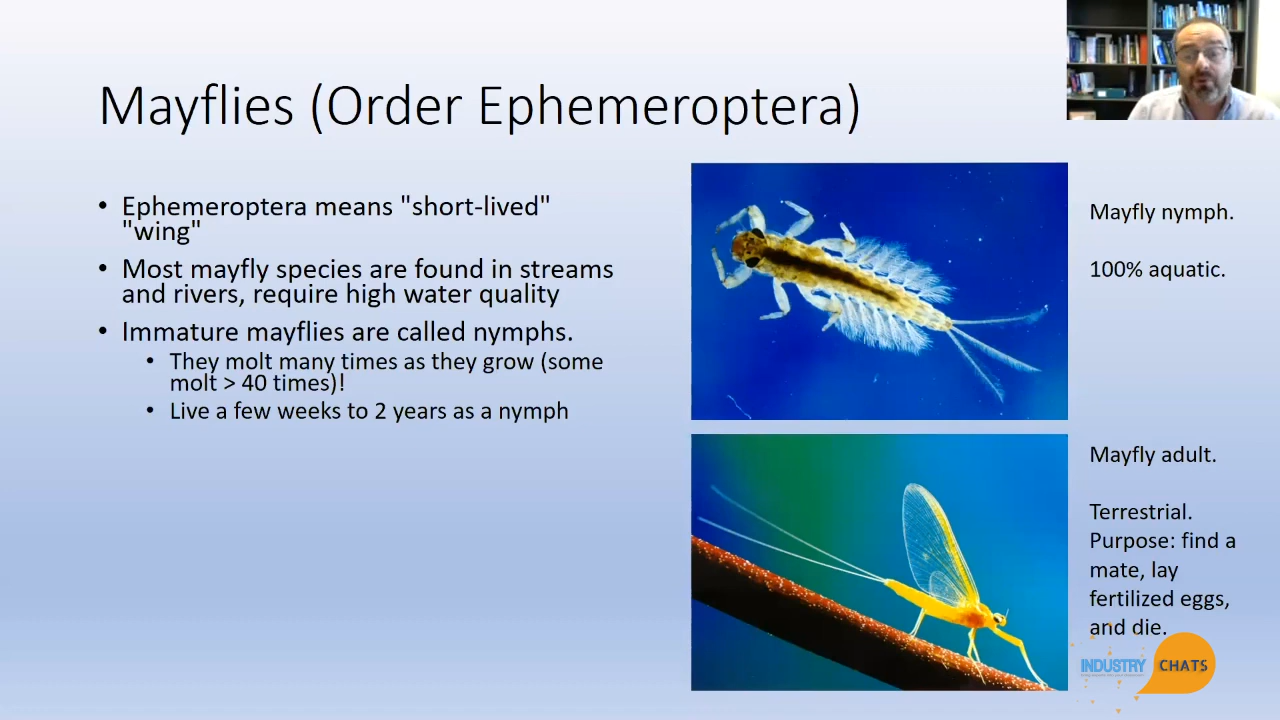 Mayflies (Order Ephemeroptera)
• Ephemeroptera means "short-lived"
"wing"
• Most mayfly species are found in streams
and rivers, require high water quality
• Immature mayflies are called nymphs.
• They molt many times as they grow (some
molt > 40 times)!
• Live a few weeks to 2 years as a nymph
Mayfly nymph.
100% aquatic.
Mayfly adult.
Terrestrial.
Purpose: find a
mate, lay
fertilized eggs,
and die.
INDUSTRY CHATS